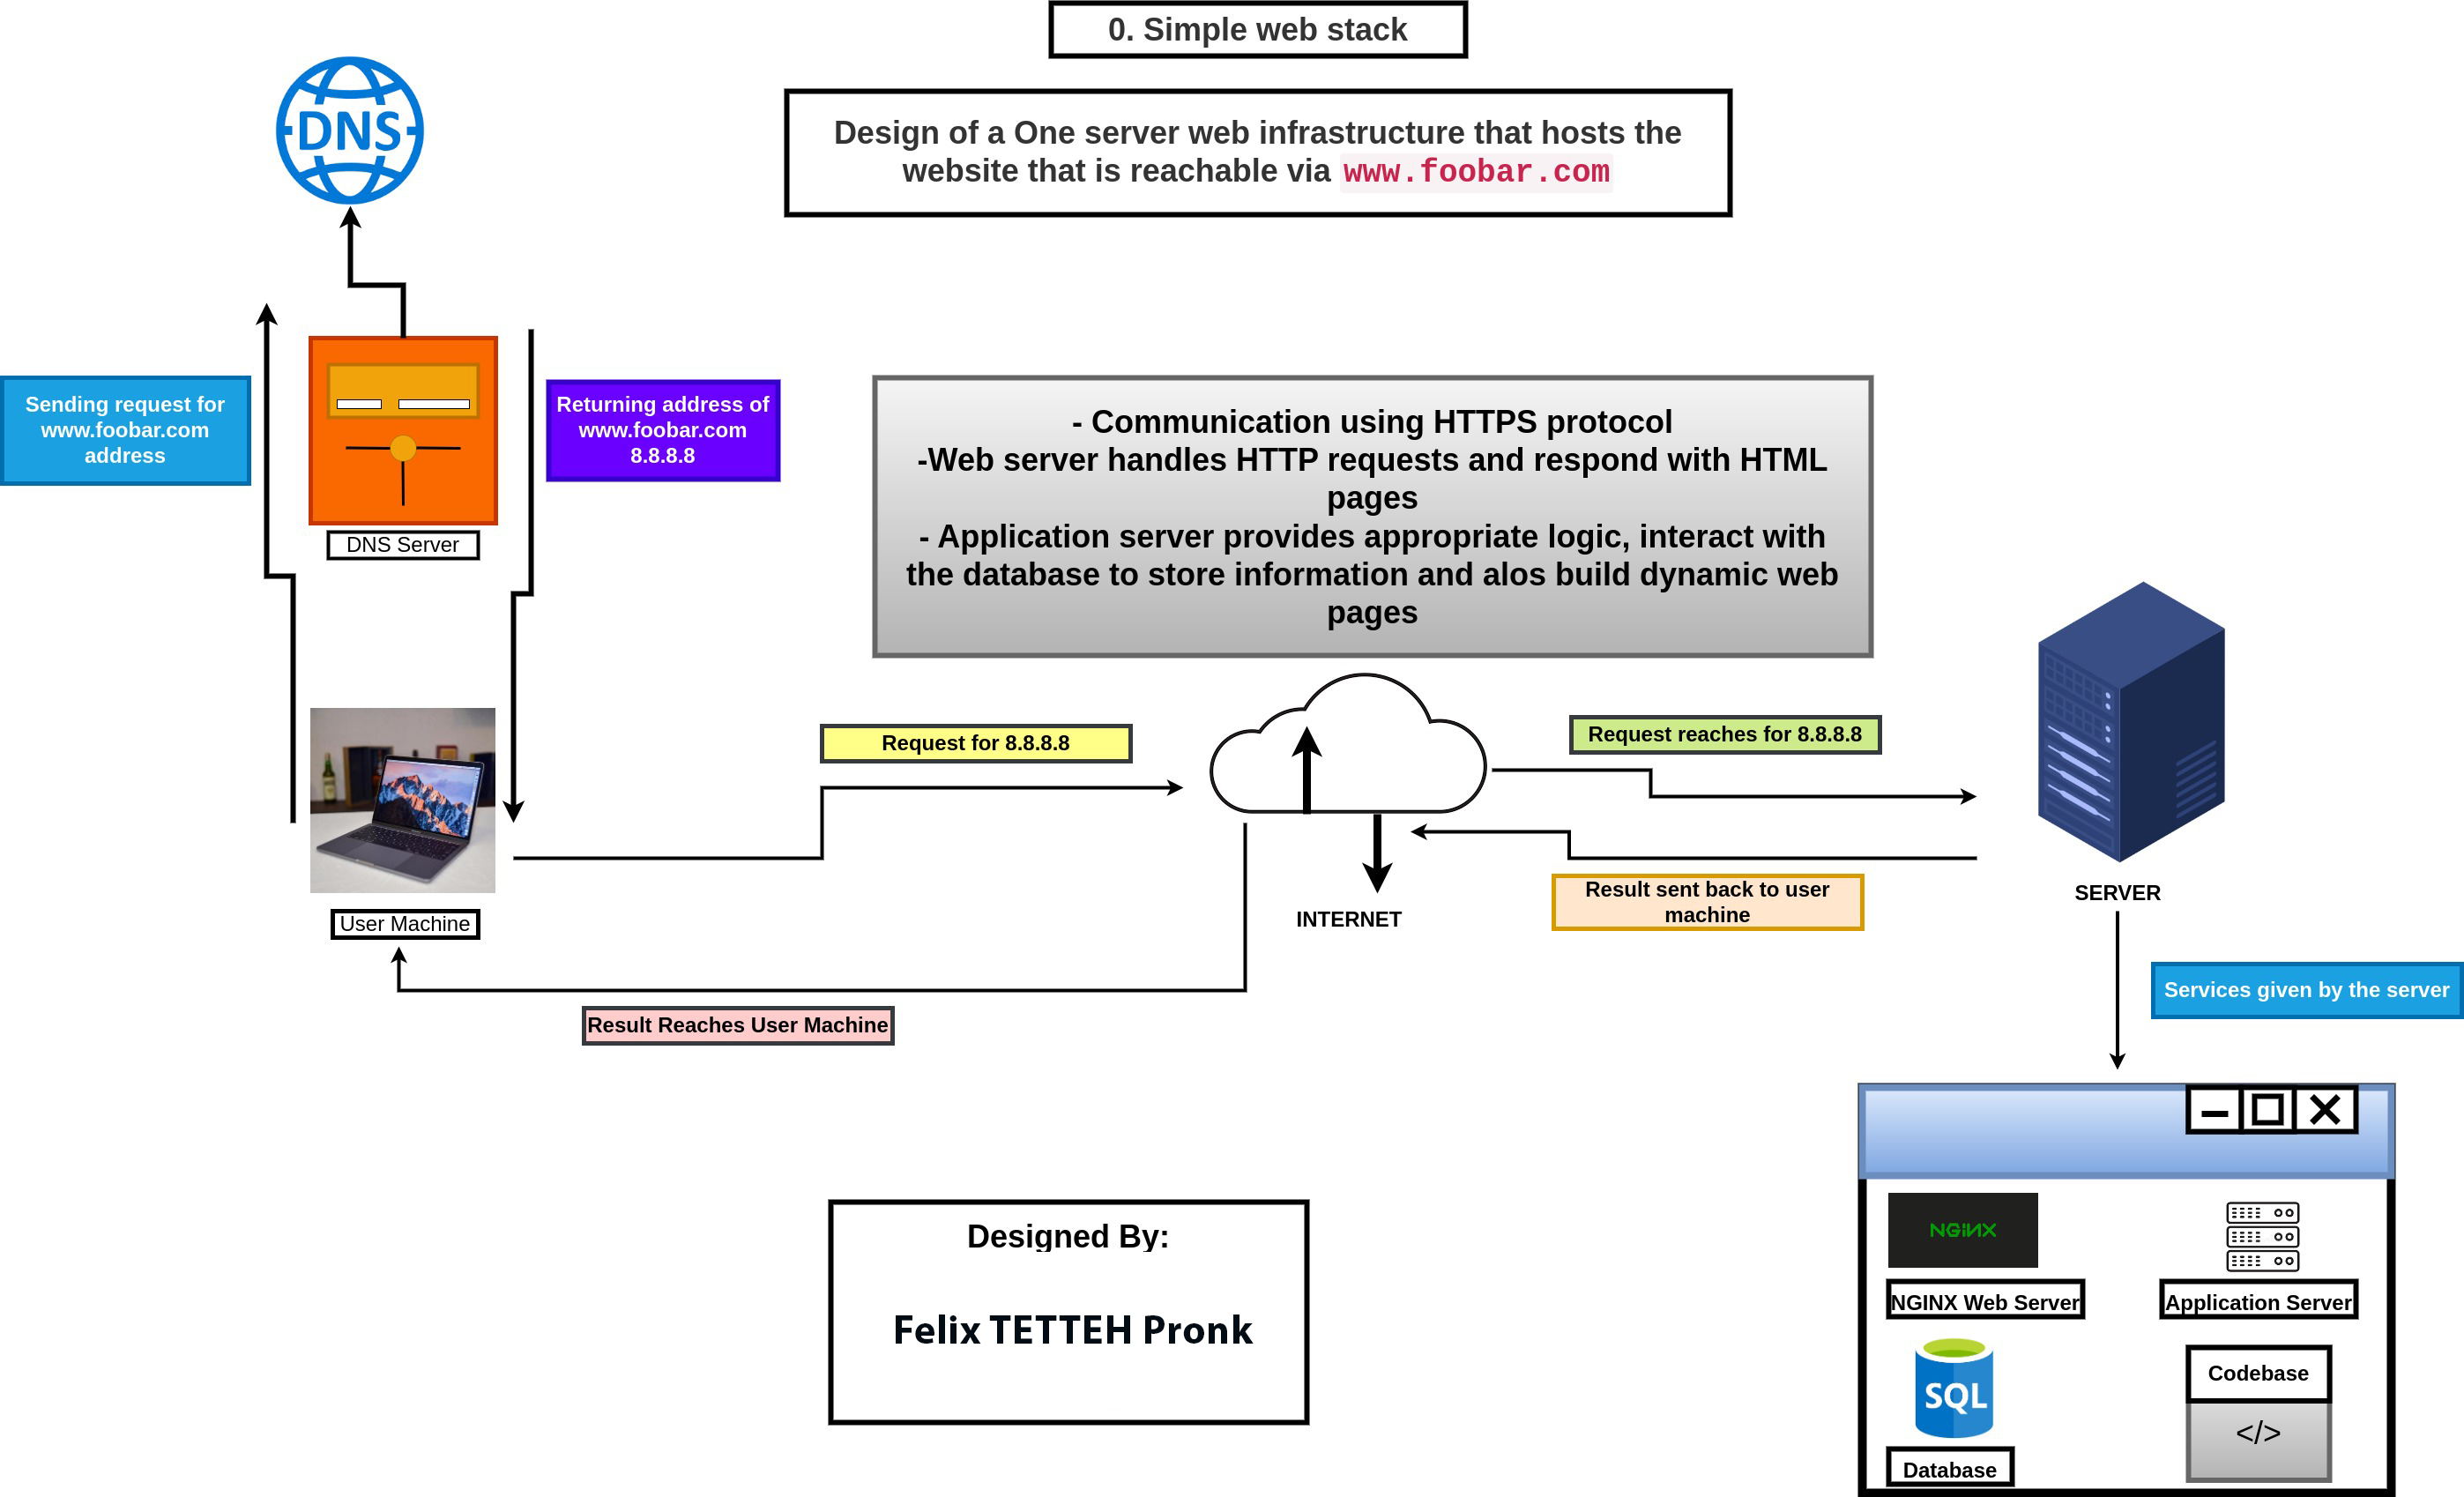 0. Simple web stack
Design of a One server web infrastructure that hosts the
website that is reachable via www.foobar.com
DNS
Sending request for
www.foobar.com
address
Returning address of
www.foobar.com
8.8.8.8
DNS Server
- Communication using HTTPS protocol
-Web server handles HTTP requests and respond with HTML
pages
- Application server provides appropriate logic, interact with
the database to store information and alos build dynamic web
pages
Request for 8.8.8.8
Request reaches for 8.8.8.8
Result sent back to user
machine
INTERNET
SERVER
User Machine
Result Reaches User Machine
Services given by the server
NGINX
NGINX Web Server
Application Server
SQL
Database
Codebase
</>
Designed By:
Felix TETTEH Pronk